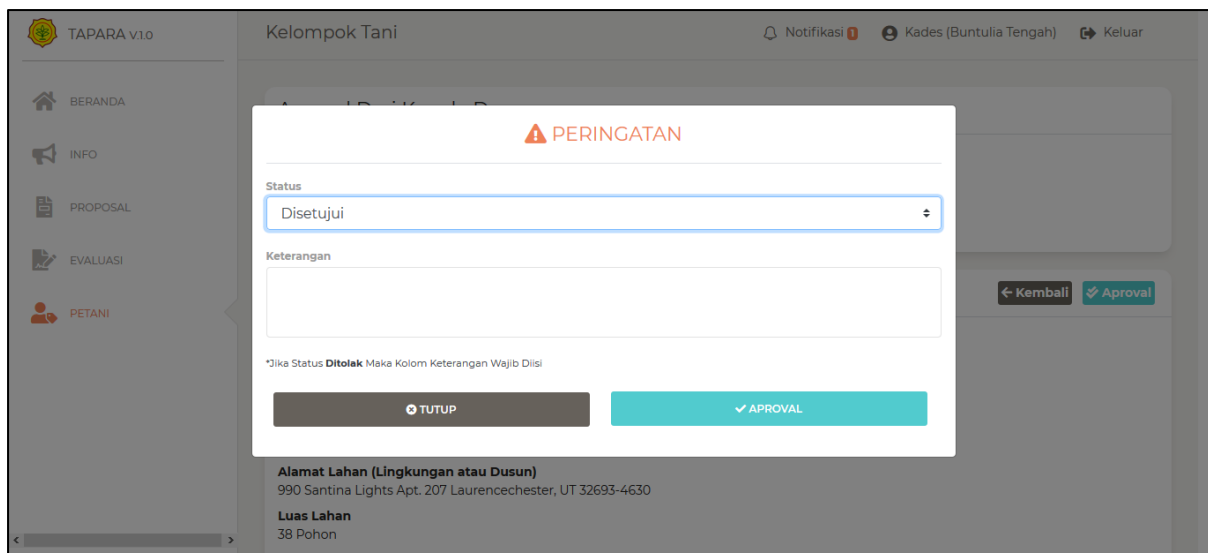 TAPARA V.1.0
Kelompok Tani
Notifikasi 1
Kades (Buntulia Tengah)
Keluar
BERANDA
INFO
PROPOSAL
EVALUASI
PETANI
PERINGATAN
Status
Disetujui
Keterangan
*Jika Status Ditolak Maka Kolom Keterangan Wajib Diisi
TUTUP
APROVAL
Kembali
Aproval
Alamat Lahan (Lingkungan atau Dusun)
990 Santina Lights Apt. 207 Laurencechester, UT 32693-4630
Luas Lahan
38 Pohon